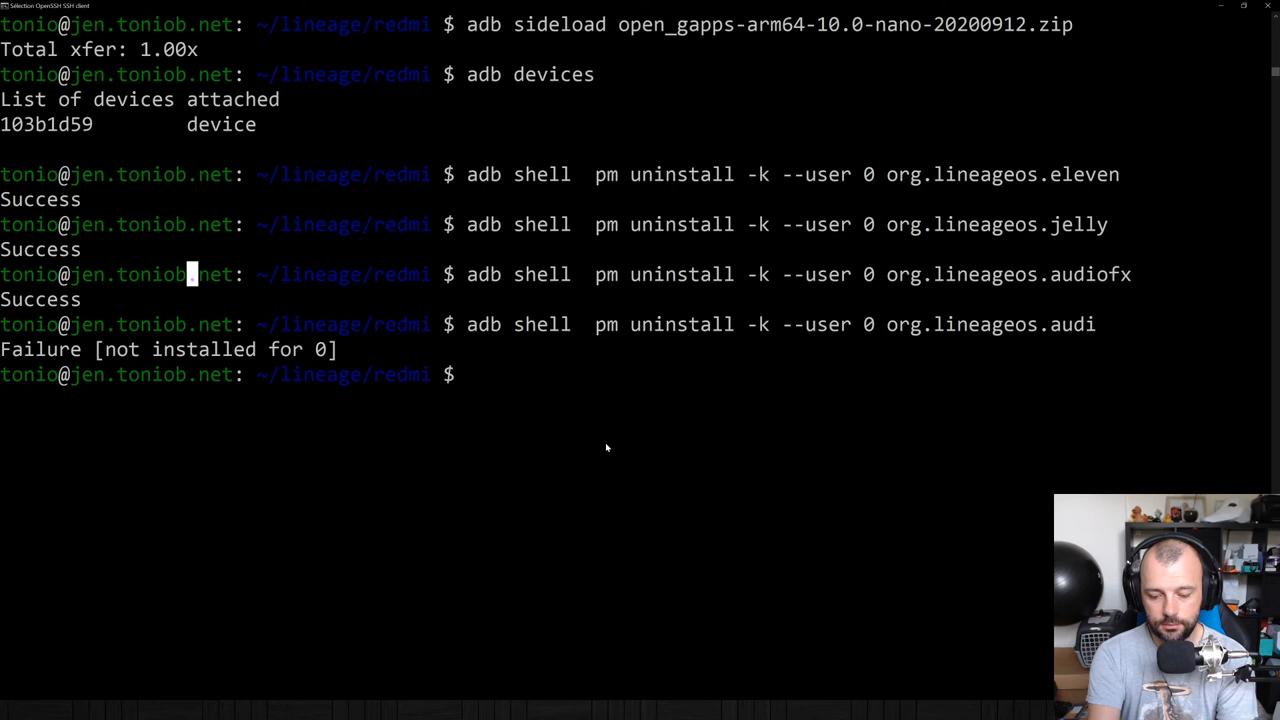 Sélection OpenSSH SSH client
tonio@jen.toniob.net: ~/lineage/redmi $ adb sideload open_gapps-arm64-10.0-nano-20200912.zip
Total xfer: 1.00x
tonio@jen.toniob.net: ~/lineage/redmi $ adb devices
List of devices attached
103b1d59        device
tonio@jen.toniob.net: ~/lineage/redmi $ adb shell  pm uninstall -k --user 0 org.lineageos.eleven
Success
tonio@jen.toniob.net: ~/lineage/redmi $ adb shell  pm uninstall -k --user 0 org.lineageos.jelly
Success
tonio@jen.toniob.net: ~/lineage/redmi $ adb shell  pm uninstall -k --user 0 org.lineageos.audiofx
Success
tonio@jen.toniob.net: ~/lineage/redmi $ adb shell  pm uninstall -k --user 0 org.lineageos.audi
Failure [not installed for 0]
tonio@jen.toniob.net: ~/lineage/redmi $